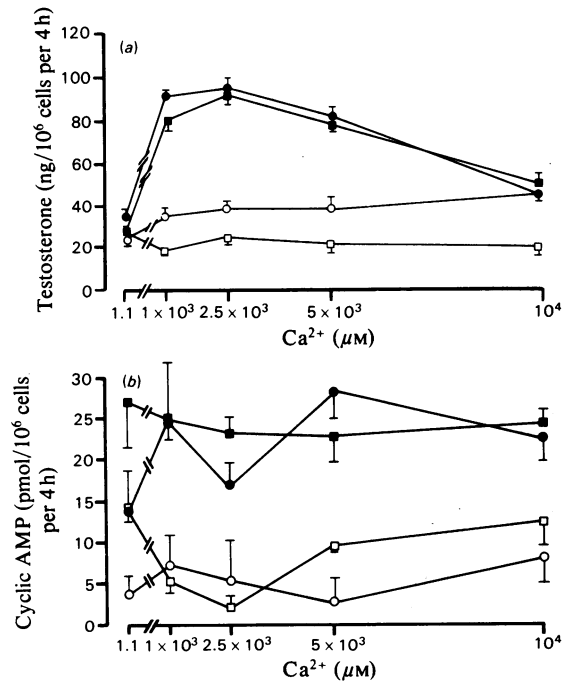 (a)
Testosterone (ng/10⁶ cells per 4 h)
120
100
80
60
40
20
0
1.1 1 × 10³ 2.5 × 10³ 5 × 10³ 10⁴
Ca²⁺ (μM)
(b)
Cyclic AMP (pmol/10⁶ cells
per 4 h)
30
25
20
15
10
5
0
1.1 1 × 10³ 2.5 × 10³ 5 × 10³ 10⁴
Ca²⁺ (μM)